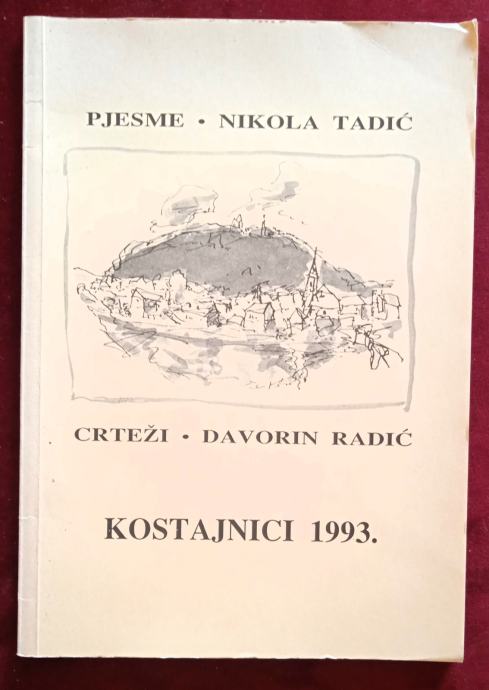 PJESME • NIKOLA TADIĆ
CRTEŽI • DAVORIN RADIĆ
KOSTAJNICI 1993.